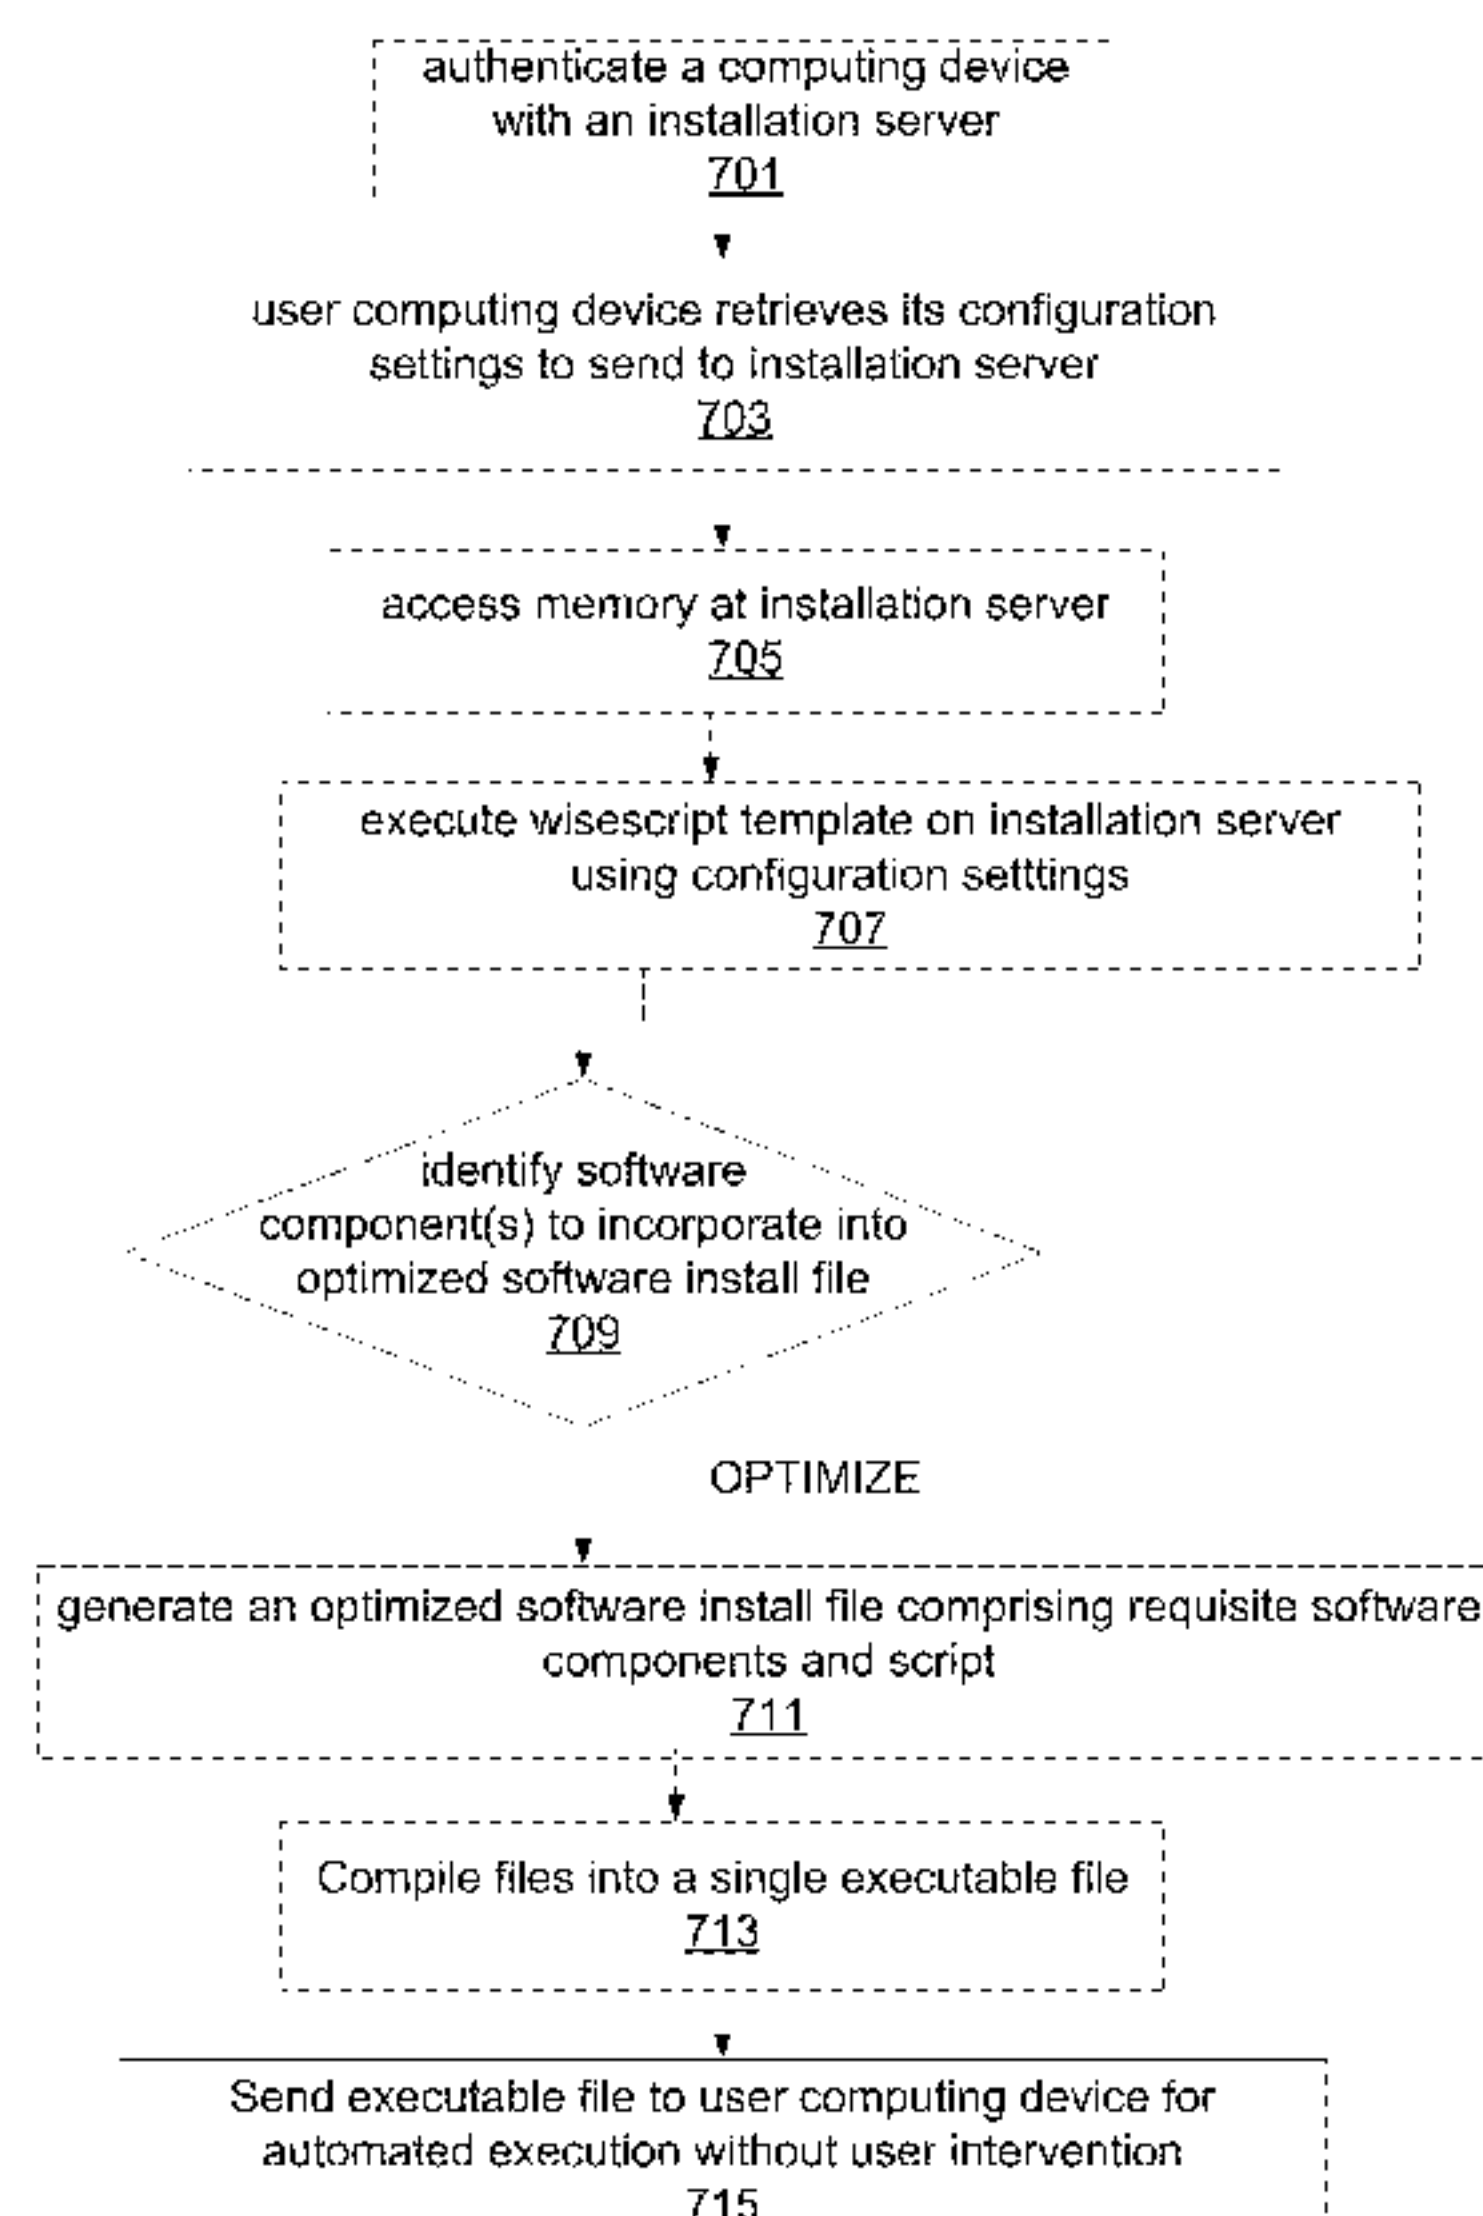 authenticate a computing device
with an installation server
701
user computing device retrieves its configuration
settings to send to installation server
703
access memory at installation server
705
execute wisescript template on installation server
using configuration setttings
707
identify software
component(s) to incorporate into
optimized software install file
709
OPTIMIZE
generate an optimized software install file comprising requisite software
components and script
711
Compile files into a single executable file
713
Send executable file to user computing device for
automated execution without user intervention
715